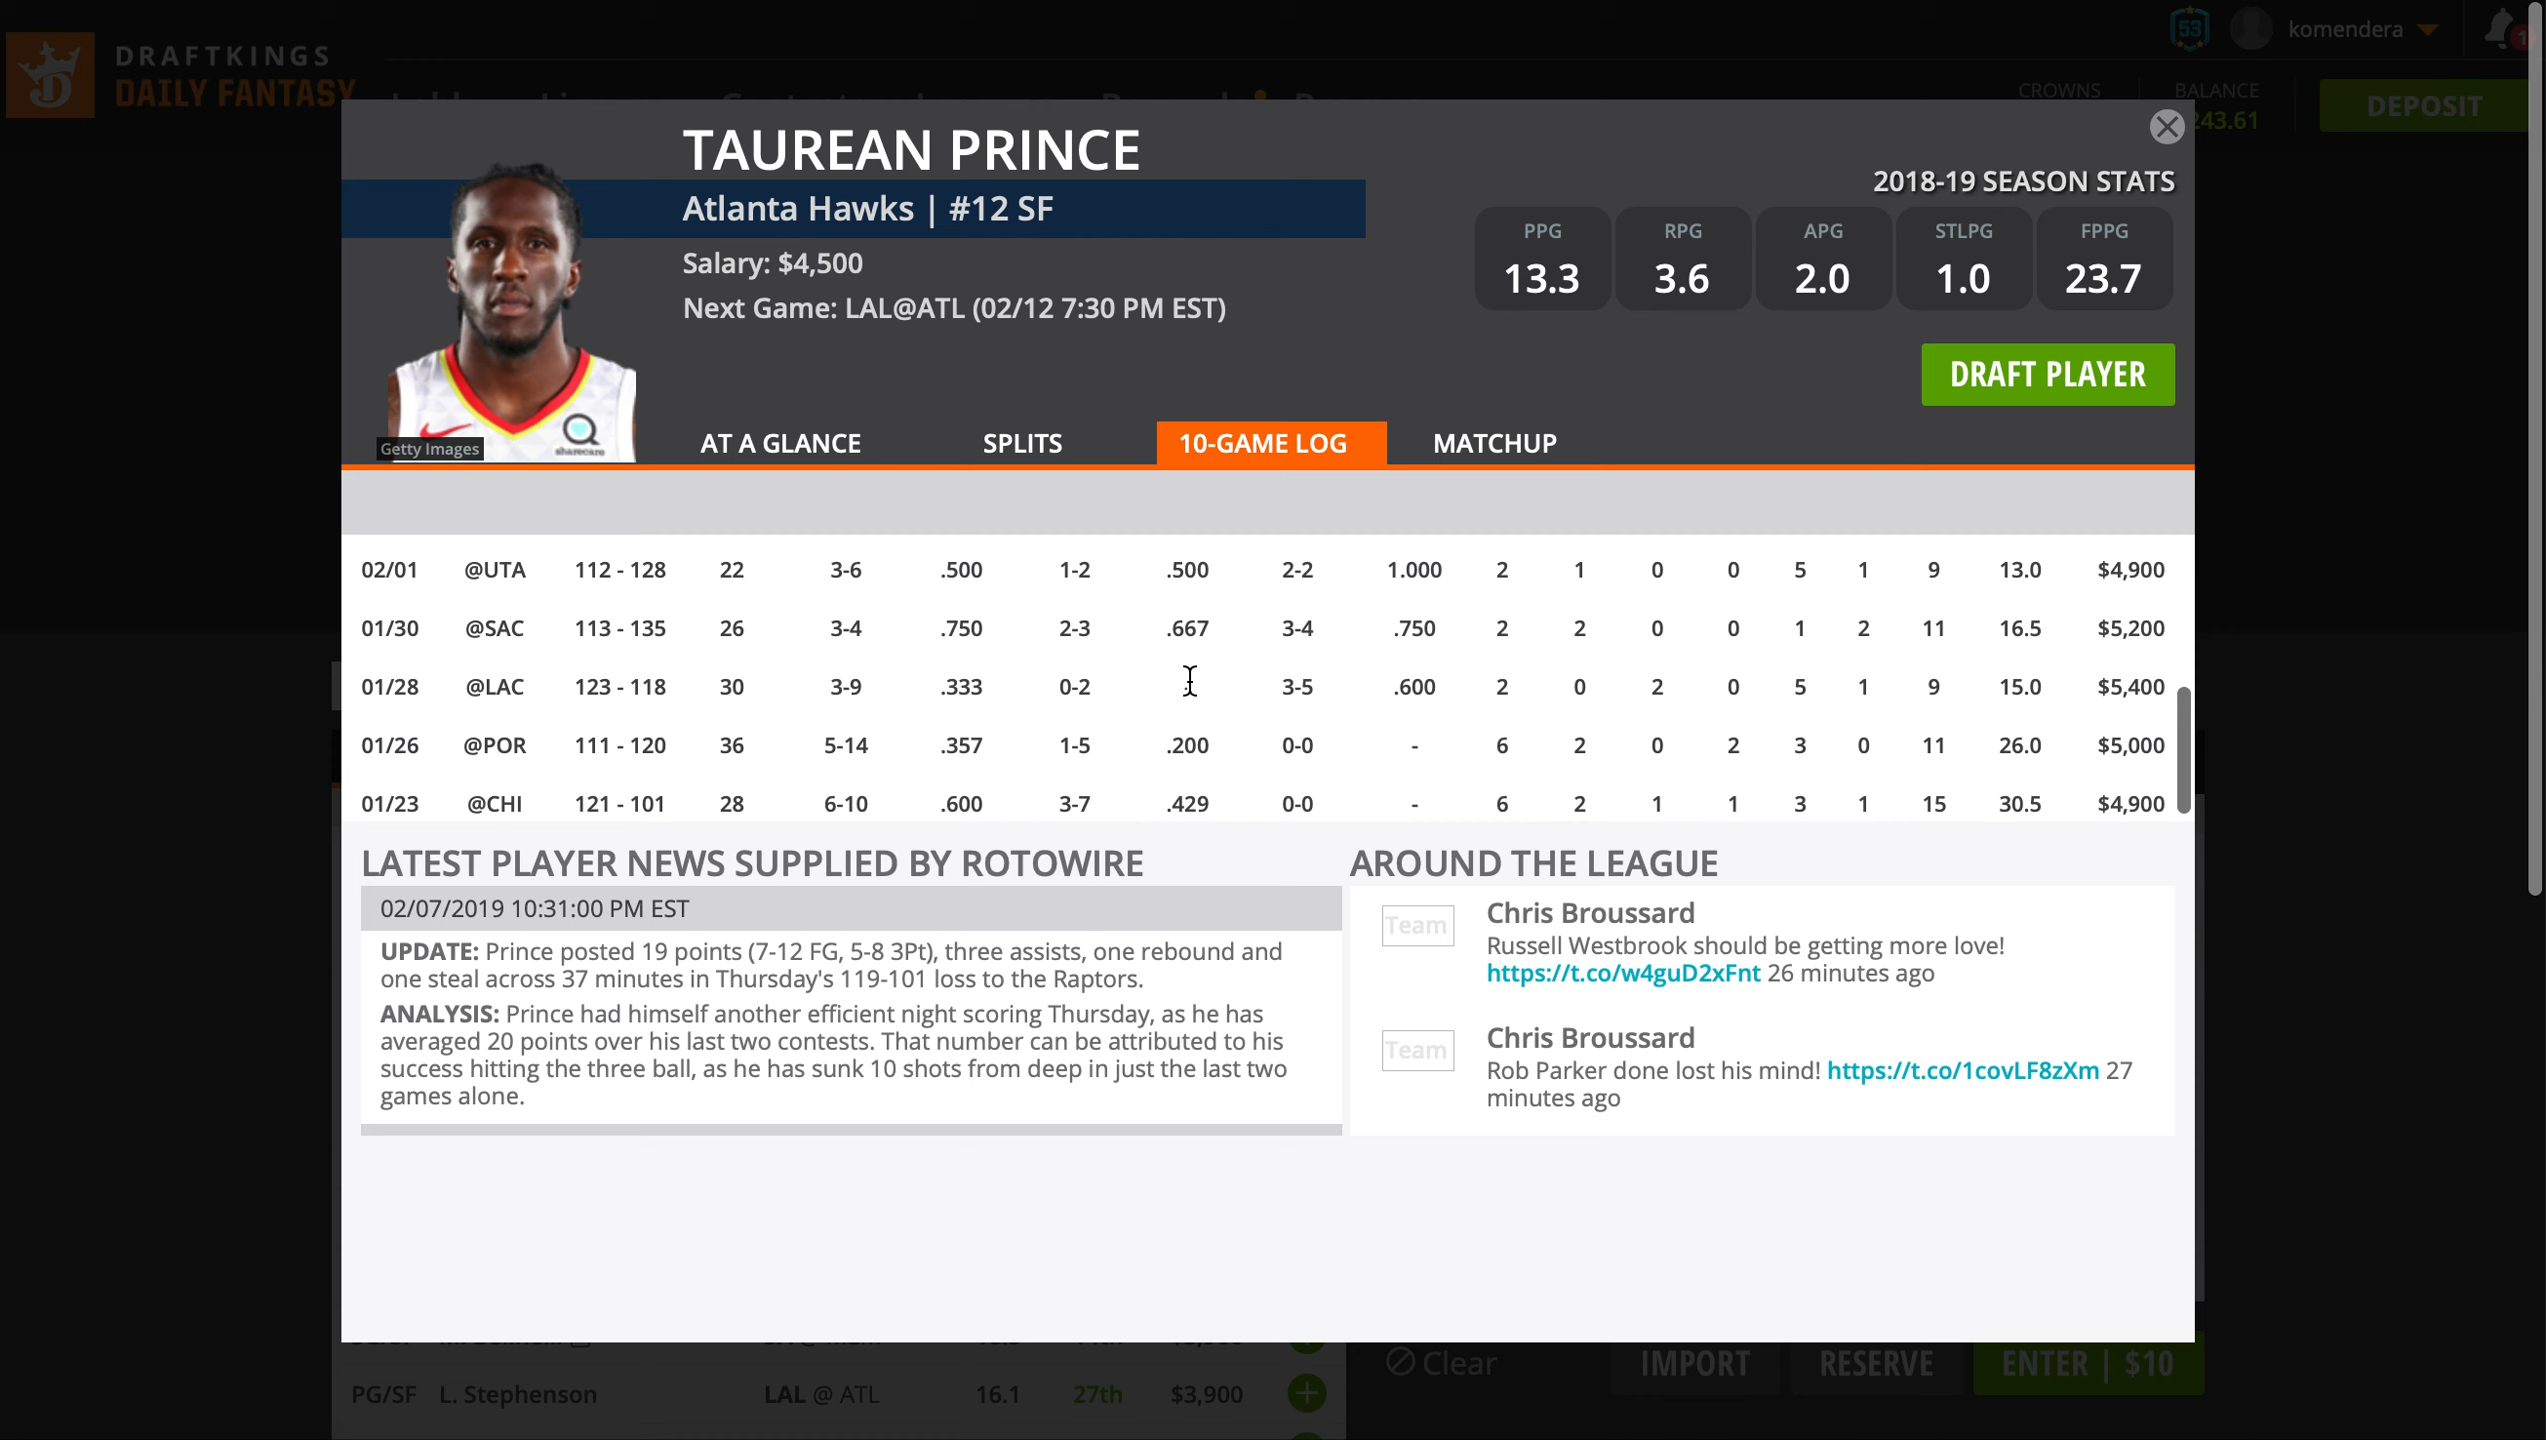 DRAFTKINGS
DAILY FANTASY
53
komendera
1
CROWNS
BALANCE
243.61
DEPOSIT
TAUREAN PRINCE
Atlanta Hawks | #12 SF
Salary: $4,500
Next Game: LAL@ATL (02/12 7:30 PM EST)
2018-19 SEASON STATS
PPG RPG APG STLPG FPPG
13.3 3.6 2.0 1.0 23.7
DRAFT PLAYER
sharecare
Getty Images
AT A GLANCE SPLITS 10-GAME LOG MATCHUP
02/01 @UTA 112 - 128 22 3-6 .500 1-2 .500 2-2 1.000 2 1 0 0 5 1 9 13.0 $4,900
01/30 @SAC 113 - 135 26 3-4 .750 2-3 .667 3-4 .750 2 2 0 0 1 2 11 16.5 $5,200
01/28 @LAC 123 - 118 30 3-9 .333 0-2 3-5 .600 2 0 2 0 5 1 9 15.0 $5,400
01/26 @POR 111 - 120 36 5-14 .357 1-5 .200 0-0 - 6 2 0 2 3 0 11 26.0 $5,000
01/23 @CHI 121 - 101 28 6-10 .600 3-7 .429 0-0 - 6 2 1 1 3 1 15 30.5 $4,900
LATEST PLAYER NEWS SUPPLIED BY ROTOWIRE
02/07/2019 10:31:00 PM EST
UPDATE: Prince posted 19 points (7-12 FG, 5-8 3Pt), three assists, one rebound and
one steal across 37 minutes in Thursday's 119-101 loss to the Raptors.
ANALYSIS: Prince had himself another efficient night scoring Thursday, as he has
averaged 20 points over his last two contests. That number can be attributed to his
success hitting the three ball, as he has sunk 10 shots from deep in just the last two
games alone.
AROUND THE LEAGUE
Team
Chris Broussard
Russell Westbrook should be getting more love!
https://t.co/w4guD2xFnt 26 minutes ago
Team
Chris Broussard
Rob Parker done lost his mind! https://t.co/1covLF8zXm 27
minutes ago
PG/SF L. Stephenson LAL @ ATL 16.1 27th $3,900
Clear
IMPORT
RESERVE
ENTER | $10